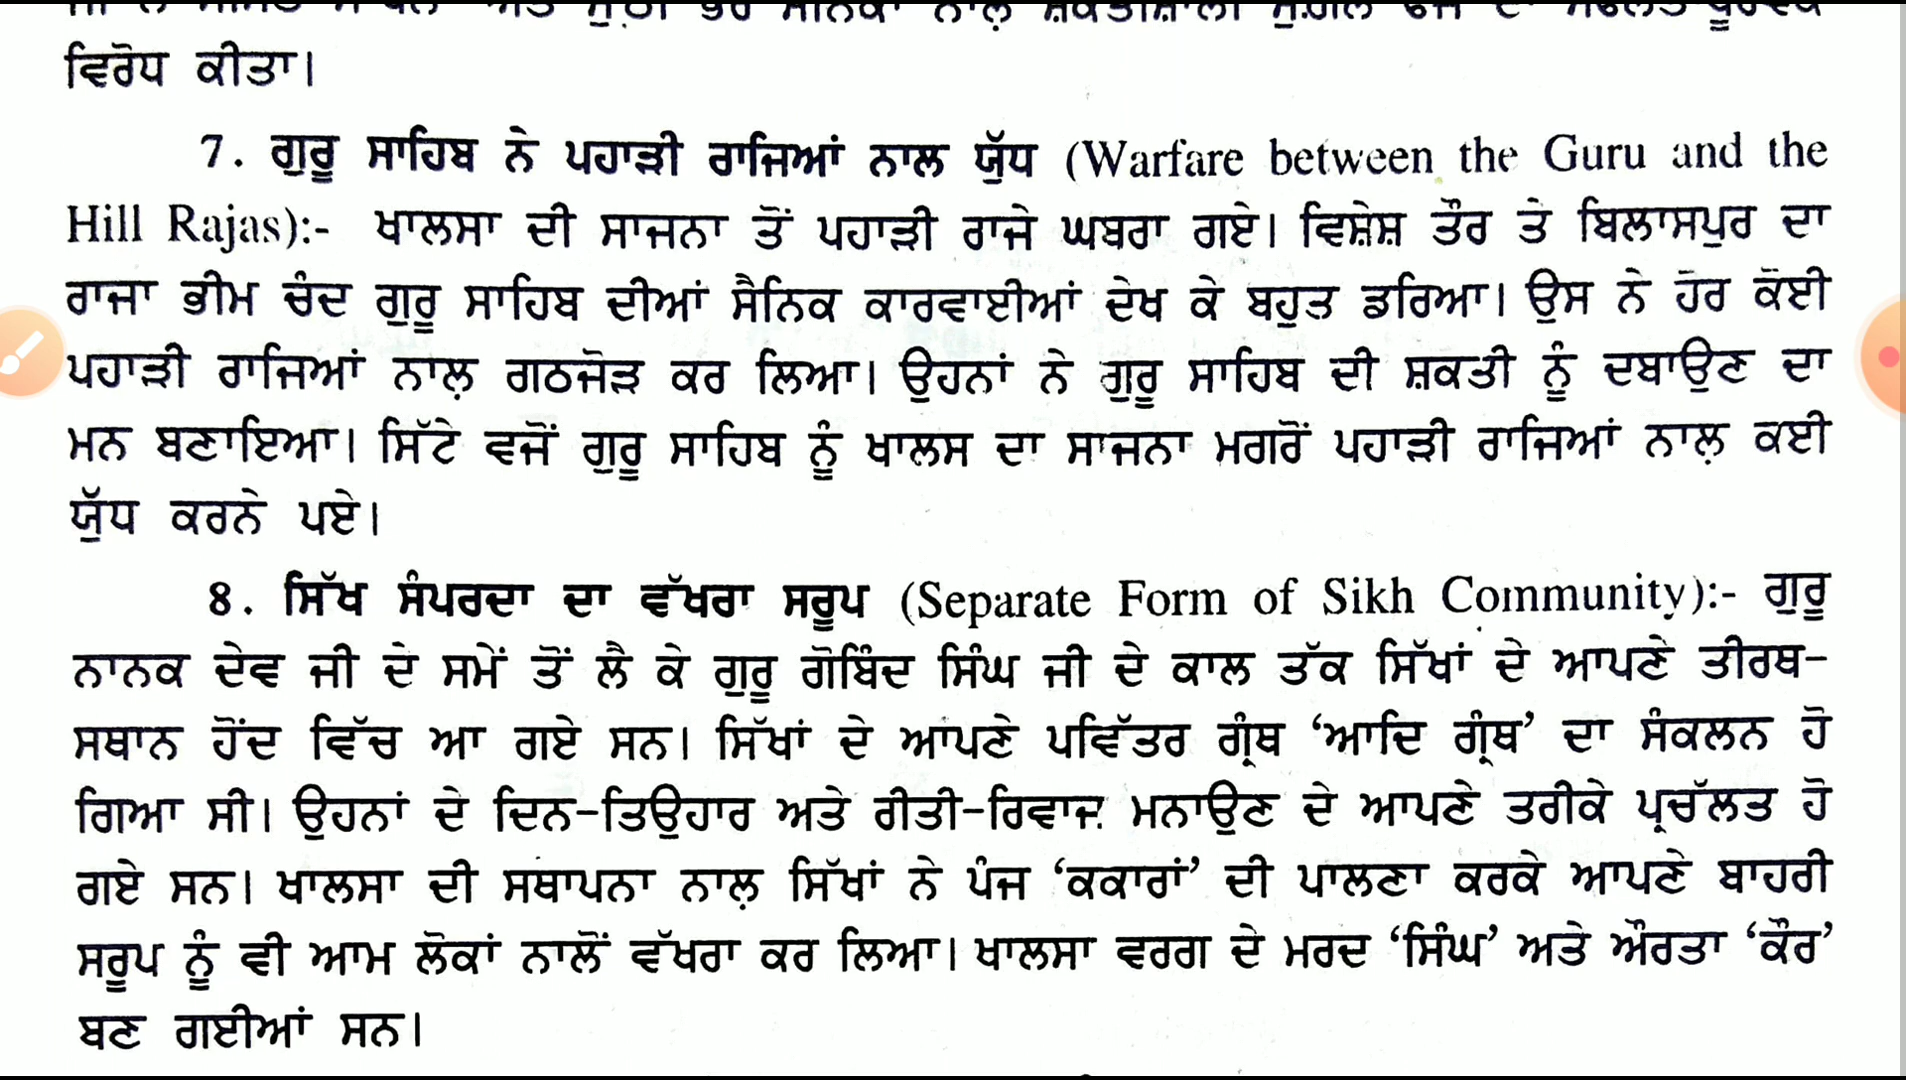 ਵਿਰੋਧ ਕੀਤਾ।
7. ਗੁਰੂ ਸਾਹਿਬ ਨੇ ਪਹਾੜੀ ਰਾਜਿਆਂ ਨਾਲ ਯੁੱਧ (Warfare between the Guru and the
Hill Rajas):- ਖਾਲਸਾ ਦੀ ਸਾਜਨਾ ਤੋਂ ਪਹਾੜੀ ਰਾਜੇ ਘਬਰਾ ਗਏ। ਵਿਸ਼ੇਸ਼ ਤੌਰ ਤੇ ਬਿਲਾਸਪੁਰ ਦਾ
ਰਾਜਾ ਭੀਮ ਚੰਦ ਗੁਰੂ ਸਾਹਿਬ ਦੀਆਂ ਸੈਨਿਕ ਕਾਰਵਾਈਆਂ ਦੇਖ ਕੇ ਬਹੁਤ ਡਰਿਆ। ਉਸ ਨੇ ਹੋਰ ਕੋਈ
ਪਹਾੜੀ ਰਾਜਿਆਂ ਨਾਲ਼ ਗਠਜੋੜ ਕਰ ਲਿਆ। ਉਹਨਾਂ ਨੇ ਗੁਰੂ ਸਾਹਿਬ ਦੀ ਸ਼ਕਤੀ ਨੂੰ ਦਬਾਉਣ ਦਾ
ਮਨ ਬਣਾਇਆ। ਸਿੱਟੇ ਵਜੋਂ ਗੁਰੂ ਸਾਹਿਬ ਨੂੰ ਖਾਲਸ ਦਾ ਸਾਜਨਾ ਮਗਰੋਂ ਪਹਾੜੀ ਰਾਜਿਆਂ ਨਾਲ਼ ਕਈ
ਯੁੱਧ ਕਰਨੇ ਪਏ।
8. ਸਿੱਖ ਸੰਪਰਦਾ ਦਾ ਵੱਖਰਾ ਸਰੂਪ (Separate Form of Sikh Community):- ਗੁਰੂ
ਨਾਨਕ ਦੇਵ ਜੀ ਦੇ ਸਮੇਂ ਤੋਂ ਲੈ ਕੇ ਗੁਰੂ ਗੋਬਿੰਦ ਸਿੰਘ ਜੀ ਦੇ ਕਾਲ ਤੱਕ ਸਿੱਖਾਂ ਦੇ ਆਪਣੇ ਤੀਰਥ-
ਸਥਾਨ ਹੋਂਦ ਵਿੱਚ ਆ ਗਏ ਸਨ। ਸਿੱਖਾਂ ਦੇ ਆਪਣੇ ਪਵਿੱਤਰ ਗ੍ਰੰਥ ‘ਆਦਿ ਗ੍ਰੰਥ’ ਦਾ ਸੰਕਲਨ ਹੋ
ਗਿਆ ਸੀ। ਉਹਨਾਂ ਦੇ ਦਿਨ-ਤਿਉਹਾਰ ਅਤੇ ਰੀਤੀ-ਰਿਵਾਜ਼ ਮਨਾਉਣ ਦੇ ਆਪਣੇ ਤਰੀਕੇ ਪ੍ਰਚੱਲਤ ਹੋ
ਗਏ ਸਨ। ਖਾਲਸਾ ਦੀ ਸਥਾਪਨਾ ਨਾਲ਼ ਸਿੱਖਾਂ ਨੇ ਪੰਜ ‘ਕਕਾਰਾਂ’ ਦੀ ਪਾਲਣਾ ਕਰਕੇ ਆਪਣੇ ਬਾਹਰੀ
ਸਰੂਪ ਨੂੰ ਵੀ ਆਮ ਲੋਕਾਂ ਨਾਲੋਂ ਵੱਖਰਾ ਕਰ ਲਿਆ। ਖਾਲਸਾ ਵਰਗ ਦੇ ਮਰਦ ‘ਸਿੰਘ’ ਅਤੇ ਔਰਤਾ ‘ਕੌਰ’
ਬਣ ਗਈਆਂ ਸਨ।